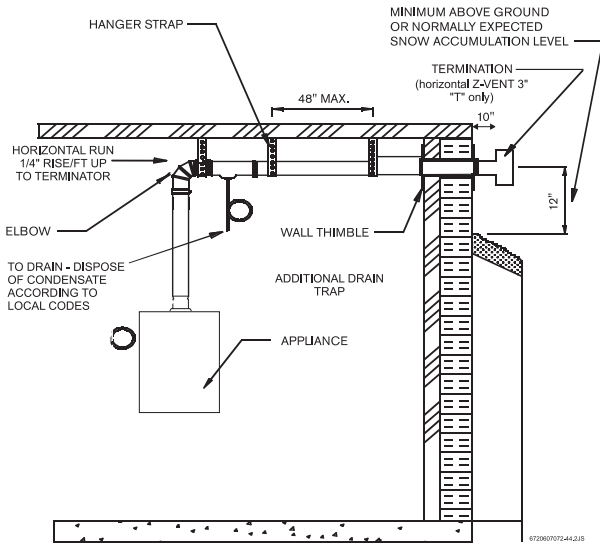 MINIMUM ABOVE GROUND
OR NORMALLY EXPECTED
SNOW ACCUMULATION LEVEL
HANGER STRAP
TERMINATION
(horizontal Z-VENT 3"
"T" only)
48" MAX.
10"
HORIZONTAL RUN
1/4" RISE/FT UP
TO TERMINATOR
12"
ELBOW
WALL THIMBLE
TO DRAIN - DISPOSE
OF CONDENSATE
ACCORDING TO
LOCAL CODES
ADDITIONAL DRAIN
TRAP
APPLIANCE
6720607072-44.2JS